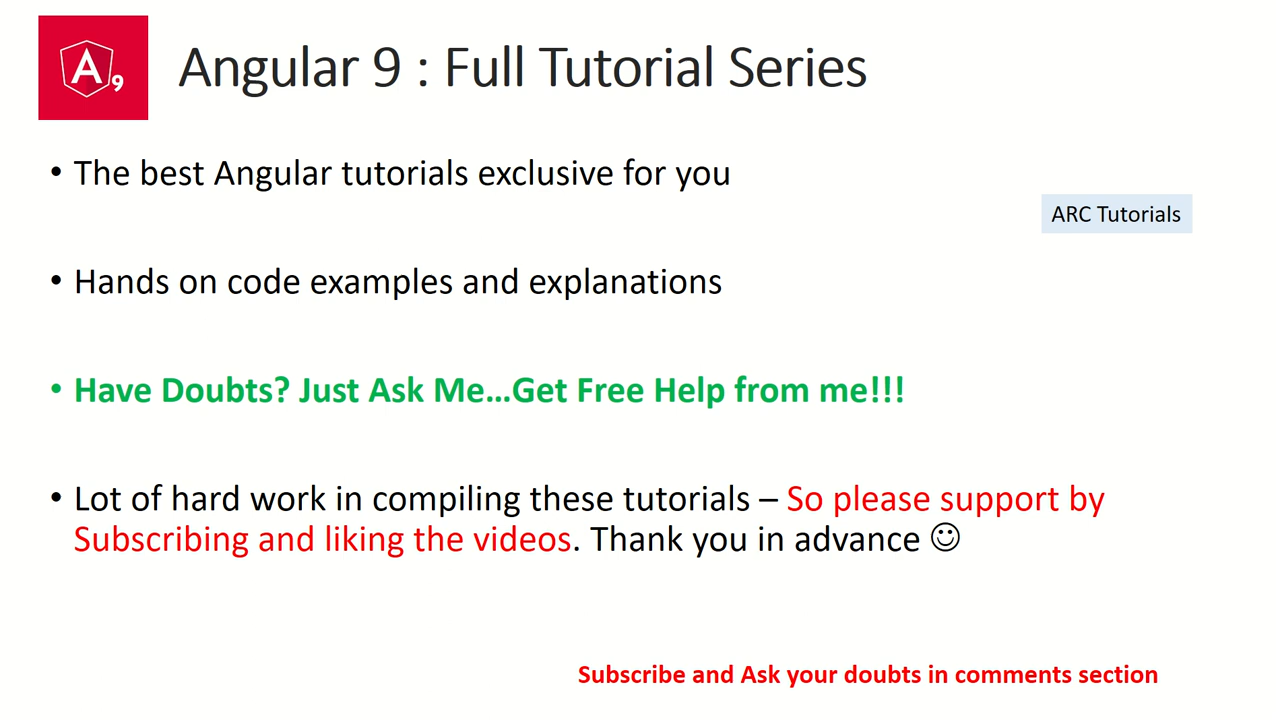 A9
Angular 9 : Full Tutorial Series
• The best Angular tutorials exclusive for you
ARC Tutorials
• Hands on code examples and explanations
• Have Doubts? Just Ask Me…Get Free Help from me!!!
• Lot of hard work in compiling these tutorials – So please support by
Subscribing and liking the videos. Thank you in advance ☺
Subscribe and Ask your doubts in comments section